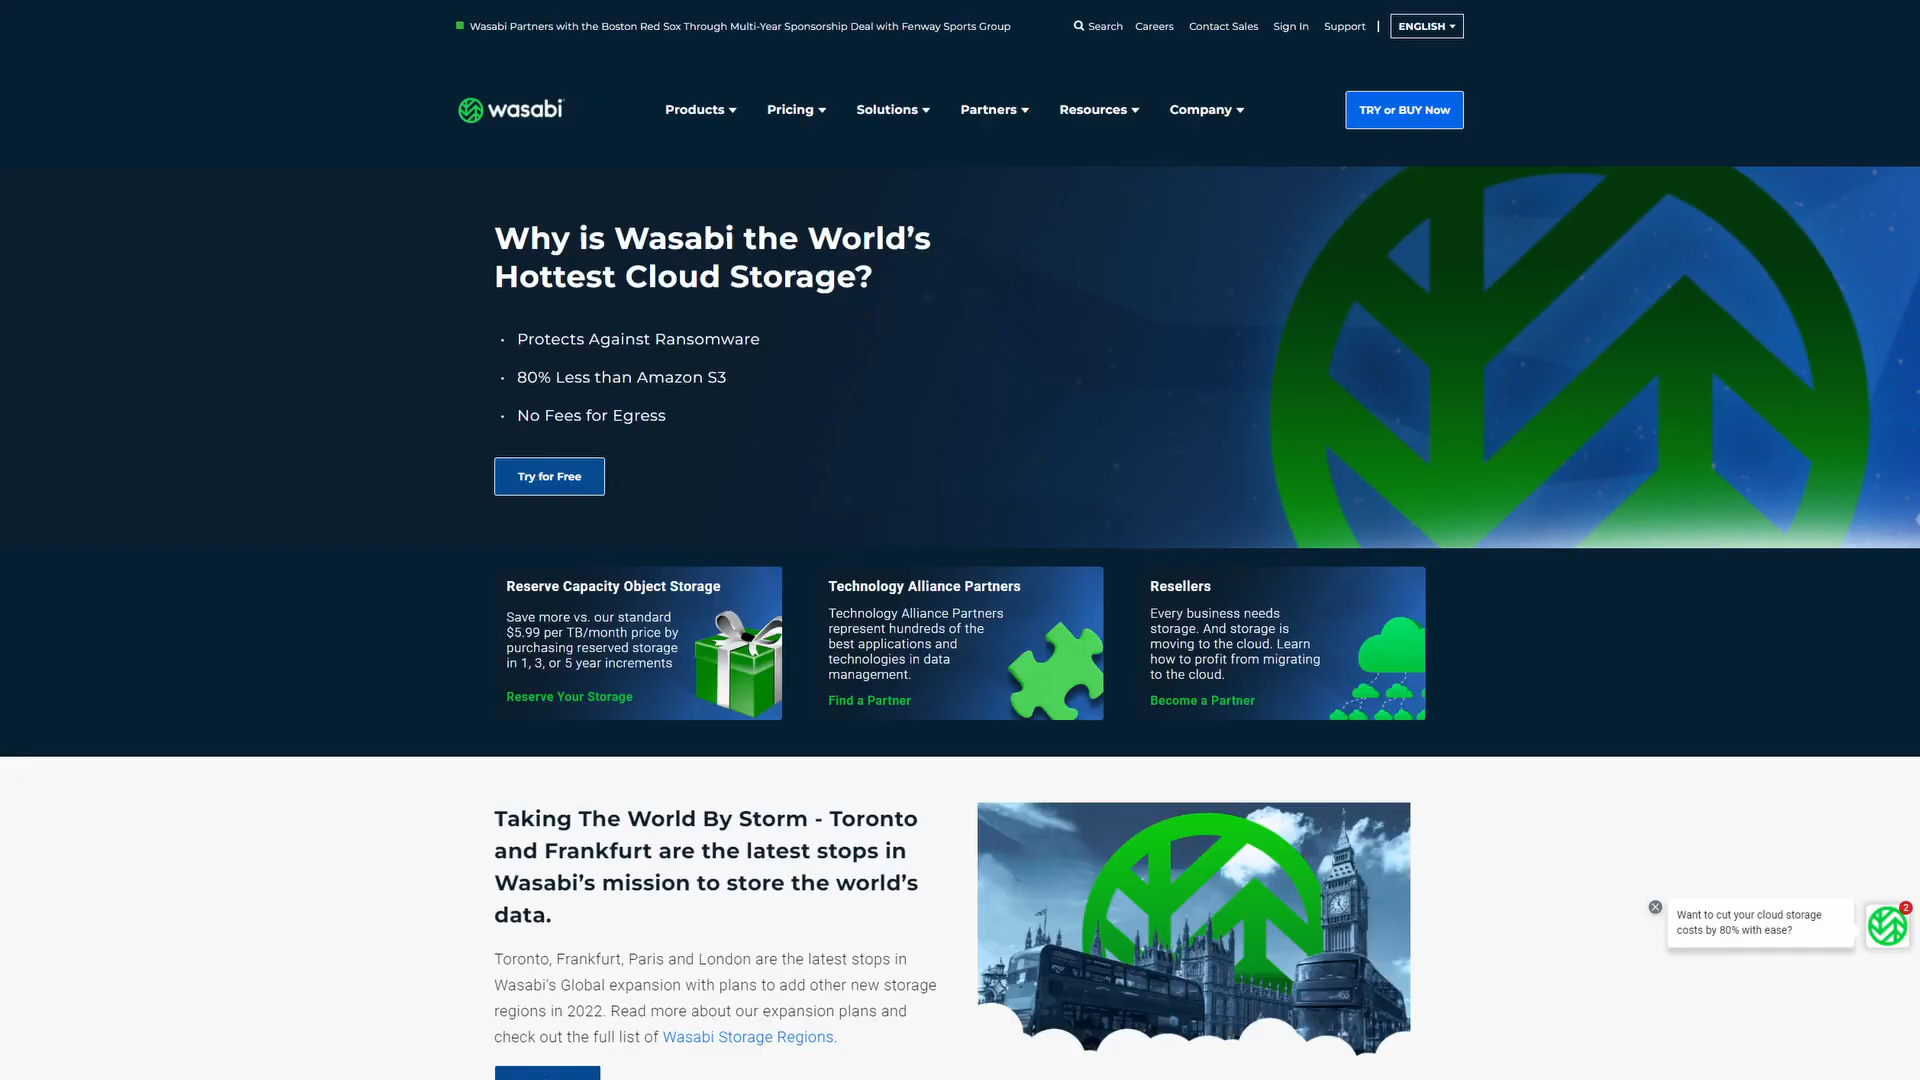 Wasabi Partners with the Boston Red Sox Through Multi-Year Sponsorship Deal with Fenway Sports Group
Search
Careers
Contact Sales
Sign In
Support
|
ENGLISH
wasabi
Products
Pricing
Solutions
Partners
Resources
Company
TRY or BUY Now
Why is Wasabi the World’s
Hottest Cloud Storage?
• Protects Against Ransomware
• 80% Less than Amazon S3
• No Fees for Egress
Try for Free
Reserve Capacity Object Storage
Save more vs. our standard
$5.99 per TB/month price by
purchasing reserved storage
in 1, 3, or 5 year increments
Reserve Your Storage
Technology Alliance Partners
Technology Alliance Partners
represent hundreds of the
best applications and
technologies in data
management.
Find a Partner
Resellers
Every business needs
storage. And storage is
moving to the cloud. Learn
how to profit from migrating
to the cloud.
Become a Partner
Taking The World By Storm - Toronto
and Frankfurt are the latest stops in
Wasabi’s mission to store the world’s
data.
Toronto, Frankfurt, Paris and London are the latest stops in
Wasabi’s Global expansion with plans to add other new storage
regions in 2022. Read more about our expansion plans and
check out the full list of Wasabi Storage Regions.
Want to cut your cloud storage
costs by 80% with ease?
2